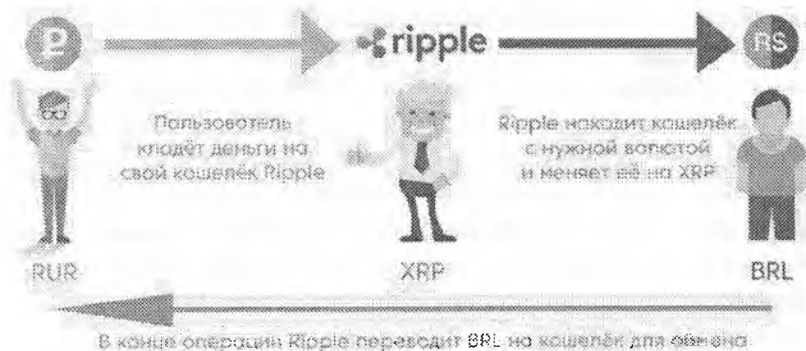 ₽
ripple
R$
Пользователь
кладёт деньги на
свой кошелёк Ripple
Ripple находит кошелёк
с нужной валютой
и меняет её на XRP
RUR
XRP
BRL
В конце операции Ripple переводит BRL на кошелёк для обмена